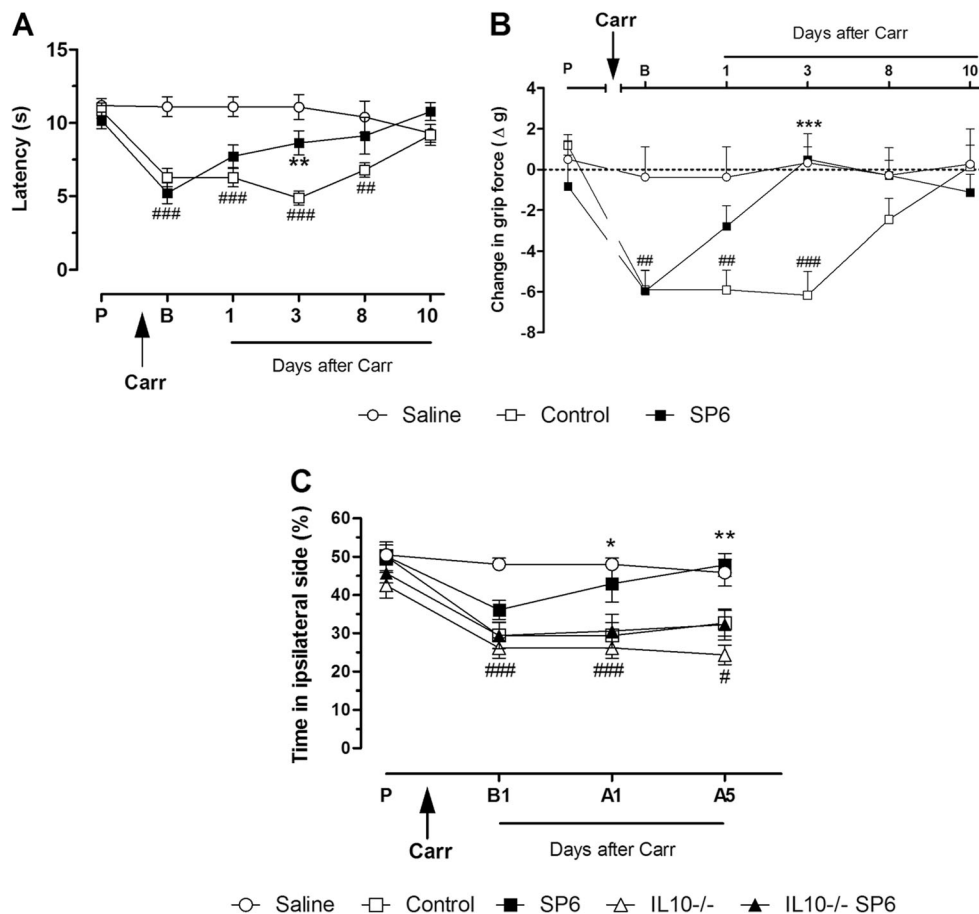 A
15
10
5
0
Latency (s)
###
###
**
###
##
P B 1 3 8 10
Carr
Days after Carr
B
Carr
Days after Carr
P B 1 3 8 10
4
2
0
-2
-4
-6
-8
Change in grip force (Δ g)
***
##
##
###
Saline Control SP6
C
60
50
40
30
20
10
0
Time in ipsilateral side (%)
*
**
###
###
#
P B1 A1 A5
Carr
Days after Carr
Saline Control SP6 IL10-/- IL10-/- SP6